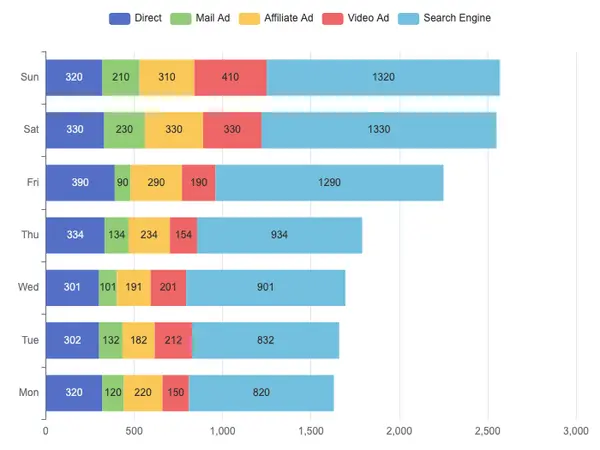 Direct Mail Ad Affiliate Ad Video Ad Search Engine
Sun 320 210 310 410 1320
Sat 330 230 330 330 1330
Fri 390 90 290 190 1290
Thu 334 134 234 154 934
Wed 301 101 191 201 901
Tue 302 132 182 212 832
Mon 320 120 220 150 820
0 500 1,000 1,500 2,000 2,500 3,000